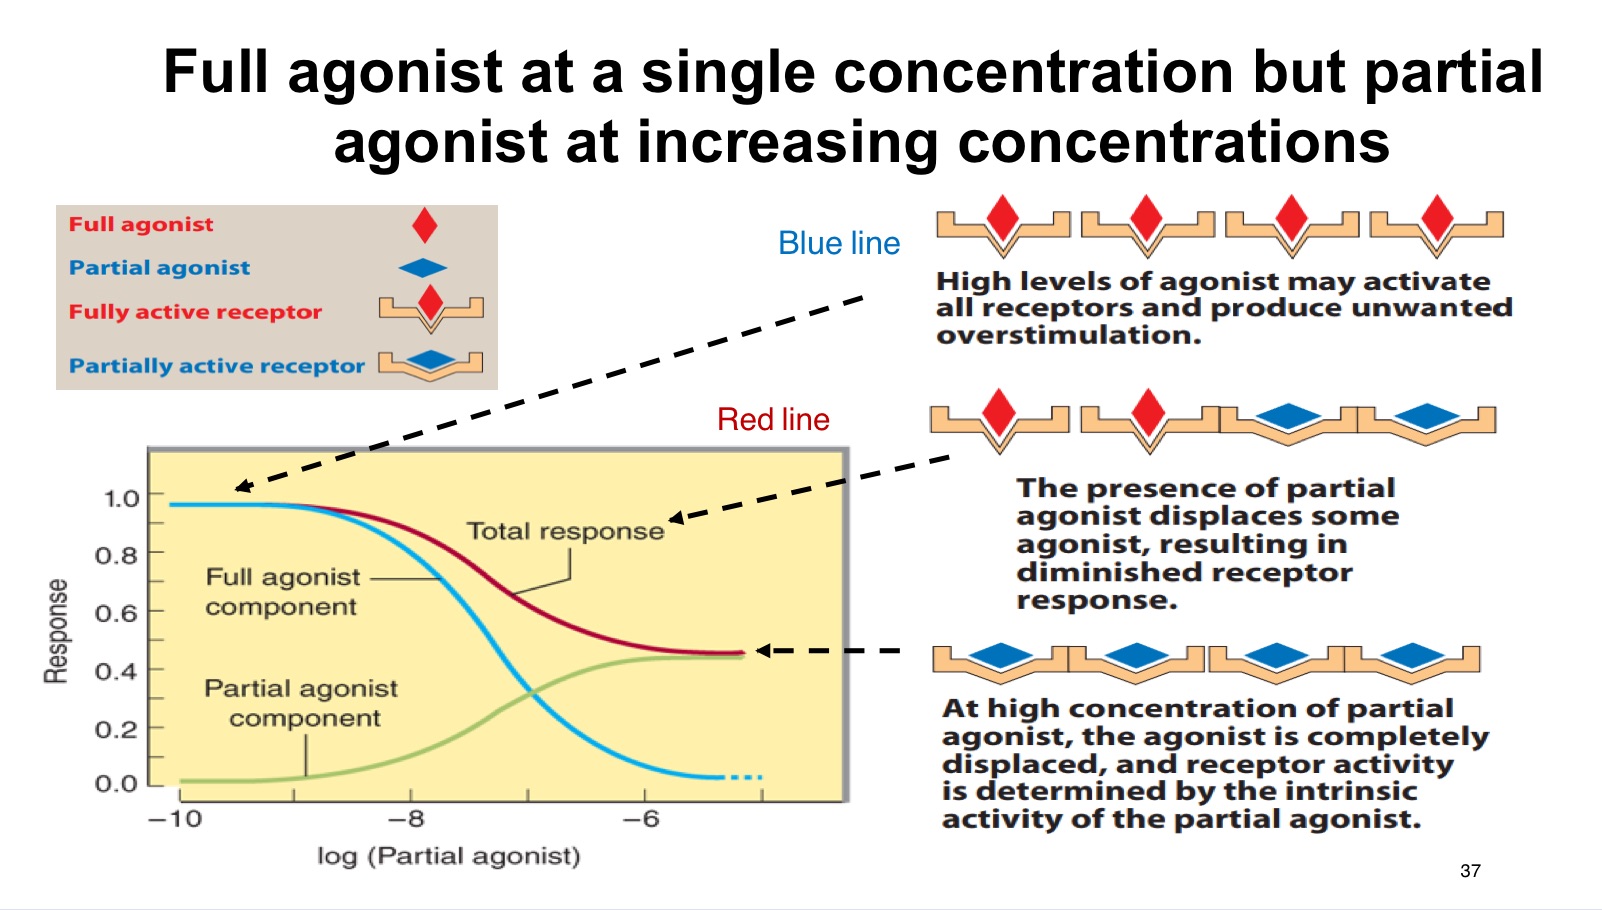 Full agonist at a single concentration but partial
agonist at increasing concentrations
Full agonist
Partial agonist
Fully active receptor
Partially active receptor
Blue line
High levels of agonist may activate
all receptors and produce unwanted
overstimulation.
Red line
The presence of partial
agonist displaces some
agonist, resulting in
diminished receptor
response.
At high concentration of partial
agonist, the agonist is completely
displaced, and receptor activity
is determined by the intrinsic
activity of the partial agonist.
Response
1.0
0.8
0.6
0.4
0.2
0.0
Total response
Full agonist
component
Partial agonist
component
−10
−8
−6
log (Partial agonist)
37